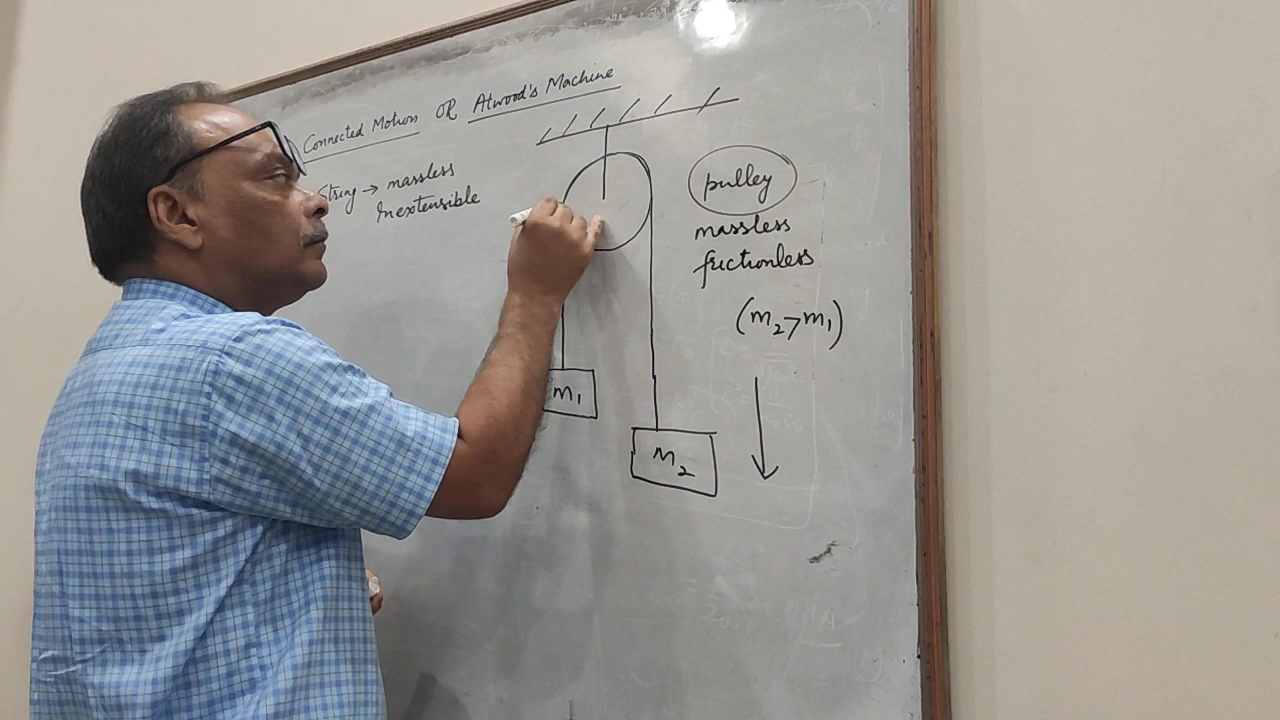 Connected Motion OR Atwood's Machine
String → massless
Inextensible
pulley
massless
frictionless
(m₂>m₁)
m₁
m₂